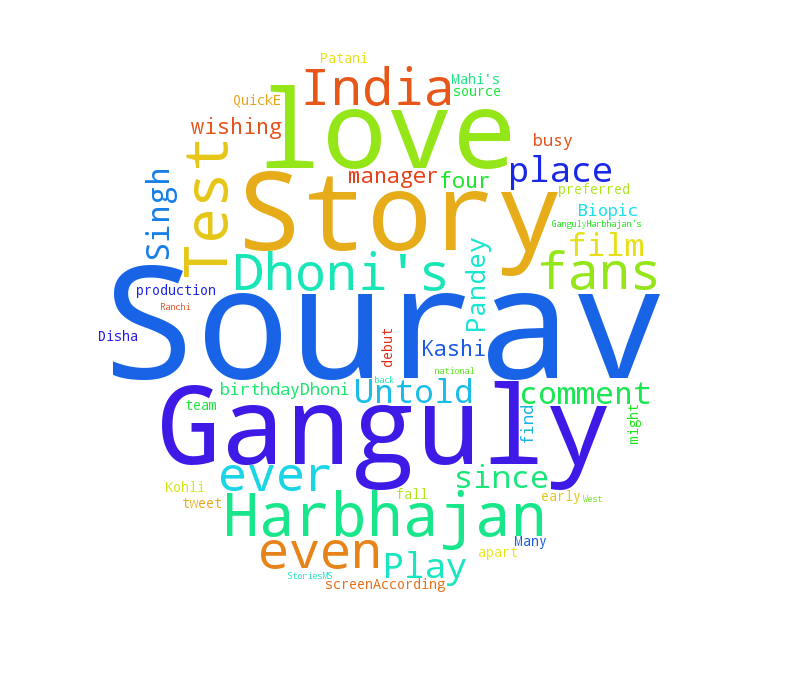 Patani
India
Mahi's
source
QuickE
love
wishing
busy
Test
manager
four
place
Singh
Story
preferred
Biopic
GangulyHarbhajan's
film
Dhoni's
Pandey
fans
production
Sourav
Ranchi
Disha
debut
Kashi
national
back
birthdayDhoni
Untold
comment
team
Ganguly
find
might
ever
since
Kohli
fall
early
West
tweet
Harbhajan
Many
even
Play
apart
StoriesMS
screenAccording